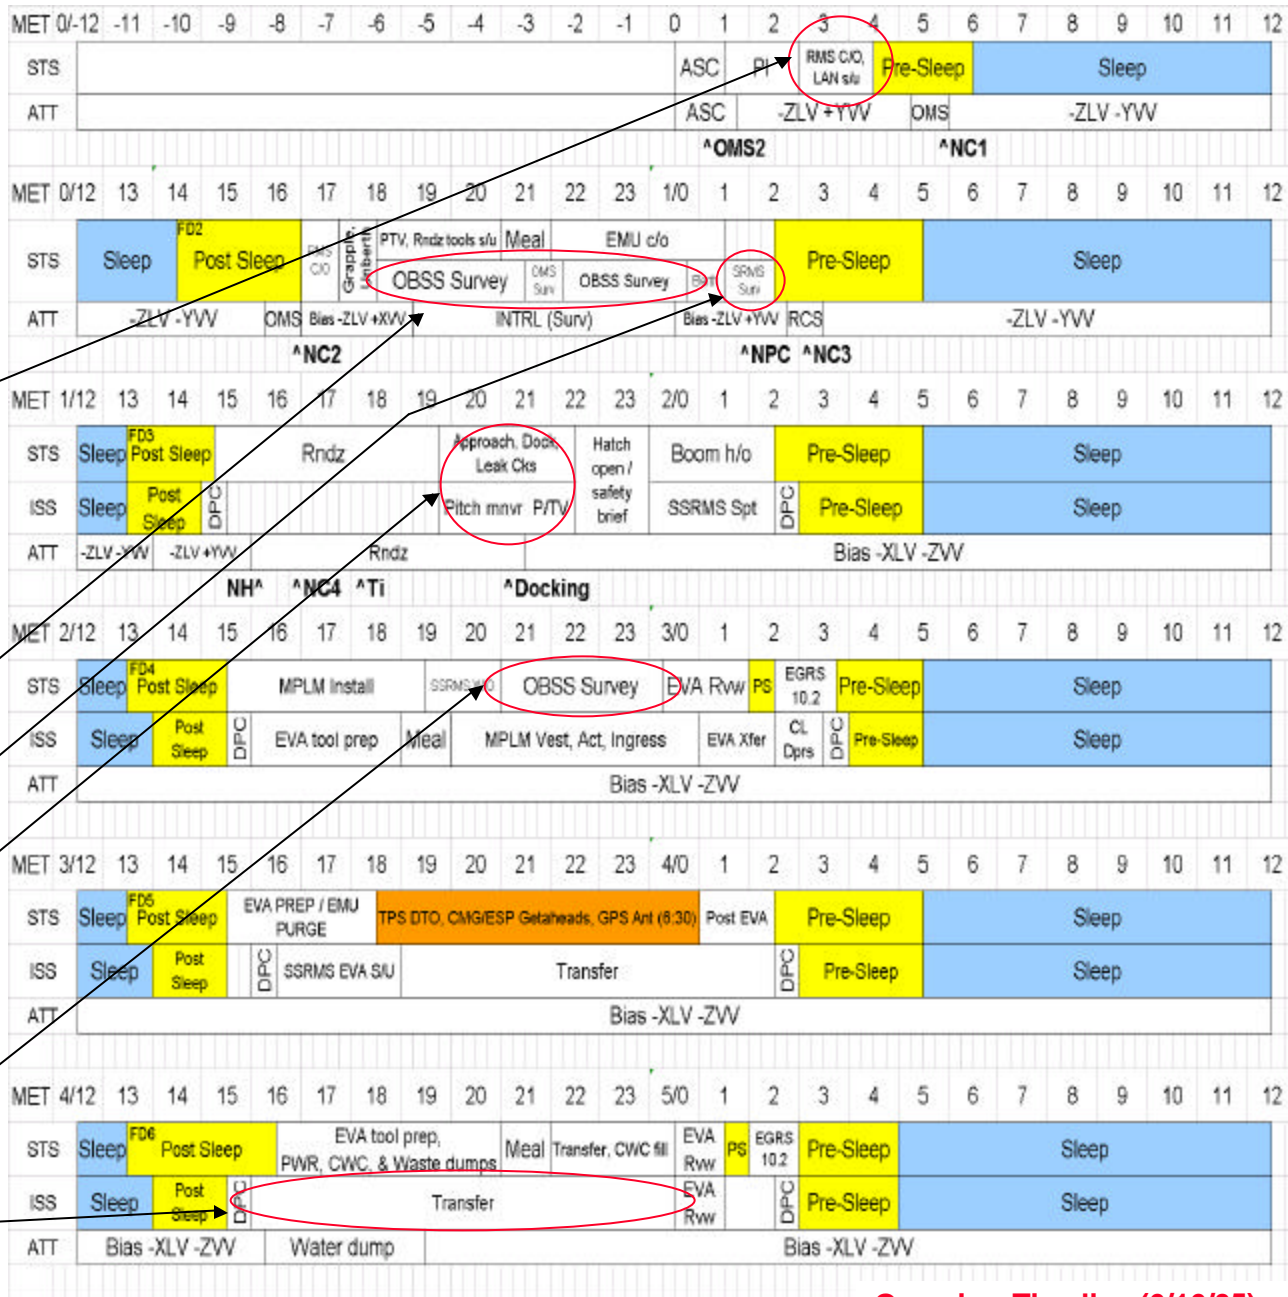 MET 0/-12 -11 -10 -9 -8 -7 -6 -5 -4 -3 -2 -1 0 1 2 3 4 5 6 7 8 9 10 11 12
STS ASC PI RMS C/O, LAN s/u Pre-Sleep Sleep
ATT ASC -ZLV +YVV OMS -ZLV -YVV
^OMS2 ^NC1
MET 0/12 13 14 15 16 17 18 19 20 21 22 23 1/0 1 2 3 4 5 6 7 8 9 10 11 12
FD2
STS Sleep Post Sleep RMS C/O Grapple, Unberth PTV, Rndz tools s/u Meal EMU c/o Pre-Sleep Sleep
OBSS Survey OMS Surv OBSS Survey SRMS Surv
ATT -ZLV -YVV OMS Bias -ZLV +XVV INTRL (Surv) Bias -ZLV +YVV RCS -ZLV -YVV
^NC2 ^NPC ^NC3
MET 1/12 13 14 15 16 17 18 19 20 21 22 23 2/0 1 2 3 4 5 6 7 8 9 10 11 12
FD3
STS Sleep Post Sleep Rndz Approach, Dock, Leak Cks Hatch open / safety brief Boom h/o Pre-Sleep Sleep
ISS Sleep Post Sleep DPC Pitch mnvr P/TV SSRMS Spt DPC Pre-Sleep Sleep
ATT -ZLV -YVV -ZLV +YVV Rndz Bias -XLV -ZVV
NH^ ^NC4 ^Ti ^Docking
MET 2/12 13 14 15 16 17 18 19 20 21 22 23 3/0 1 2 3 4 5 6 7 8 9 10 11 12
FD4
STS Sleep Post Sleep MPLM Install SSRMS OBSS Survey EVA Rvw PS EGRS 10.2 Pre-Sleep Sleep
ISS Sleep Post Sleep DPC EVA tool prep Meal MPLM Vest, Act, Ingress EVA Xfer CL Dprs DPC Pre-Sleep Sleep
ATT Bias -XLV -ZVV
MET 3/12 13 14 15 16 17 18 19 20 21 22 23 4/0 1 2 3 4 5 6 7 8 9 10 11 12
FD5
STS Sleep Post Sleep EVA PREP / EMU PURGE TPS DTO, CMG/ESP Getaheads, GPS Ant (6:30) Post EVA Pre-Sleep Sleep
ISS Sleep Post Sleep DPC SSRMS EVA S/U Transfer DPC Pre-Sleep Sleep
ATT Bias -XLV -ZVV
MET 4/12 13 14 15 16 17 18 19 20 21 22 23 5/0 1 2 3 4 5 6 7 8 9 10 11 12
FD6
STS Sleep Post Sleep EVA tool prep, PWR, CWC, & Waste dumps Meal Transfer, CWC fill EVA Rvw PS EGRS 10.2 Pre-Sleep Sleep
ISS Sleep Post Sleep DPC Transfer EVA Rvw DPC Pre-Sleep Sleep
ATT Bias -XLV -ZVV Water dump Bias -XLV -ZVV